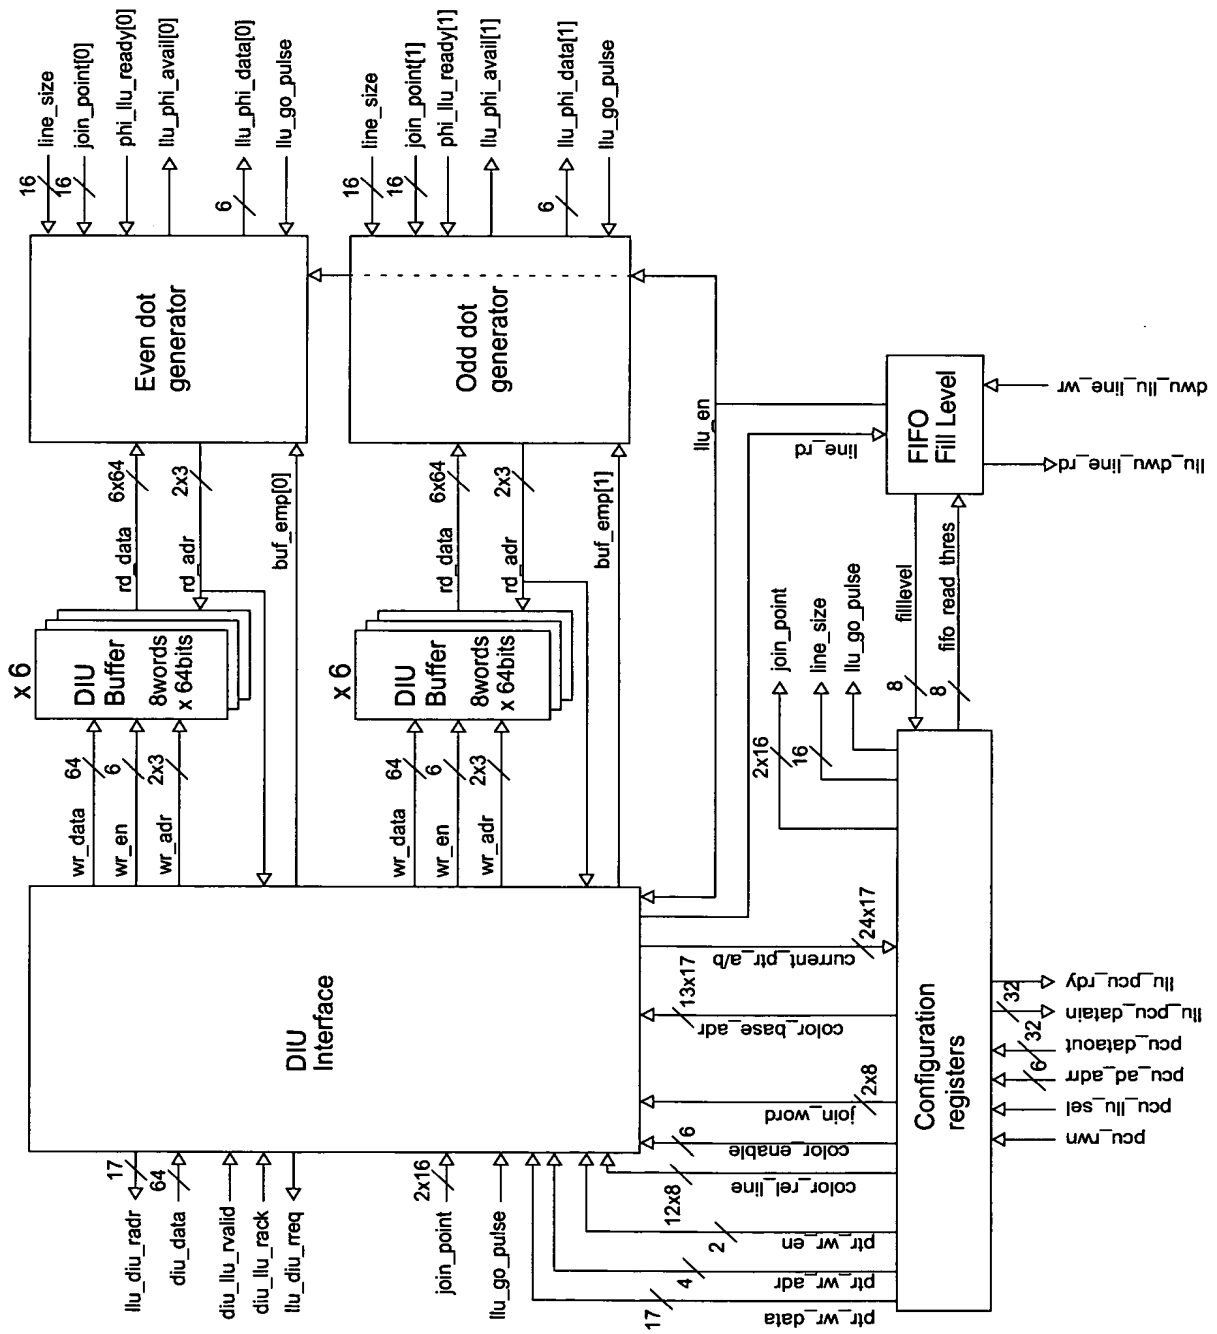 line_size
16
join_point[0]
16
phi_llu_ready[0]
llu_phi_avail[0]
llu_phi_data[0]
6
llu_go_pulse
line_size
16
join_point[1]
16
phi_llu_ready[1]
llu_phi_avail[1]
llu_phi_data[1]
6
llu_go_pulse
Even dot
generator
Odd dot
generator
rd_data
6x64
rd_adr
2x3
buf_emp[0]
rd_data
6x64
rd_adr
2x3
buf_emp[1]
llu_en
line_rd
x 6
DIU
Buffer
8words
x 64bits
x 6
DIU
Buffer
8words
x 64bits
wr_data
64
wr_en
6
wr_adr
2x3
wr_data
64
wr_en
6
wr_adr
2x3
FIFO
Fill Level
dwu_llu_line_wr
llu_dwu_line_rd
filllevel
8
fifo_read_thres
8
join_point
2x16
line_size
16
llu_go_pulse
DIU
Interface
llu_diu_radr
17
diu_data
64
diu_llu_rvalid
diu_llu_rack
llu_diu_rreq
join_point
2x16
llu_go_pulse
current_ptr_a/b
24x17
color_base_adr
13x17
join_word
2x8
color_enable
6
color_rel_line
12x8
ptr_wr_en
2
ptr_wr_adr
4
ptr_wr_data
17
Configuration
registers
llu_pcu_rdy
llu_pcu_datain
32
pcu_dataout
32
pcu_ad_adrr
6
pcu_llu_sel
pcu_rwn